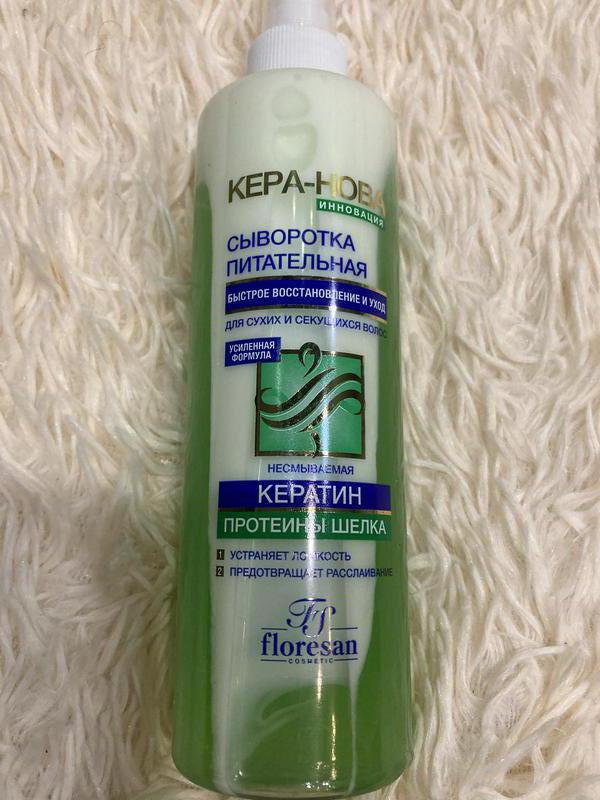 КЕРА-НОВА
ИННОВАЦИЯ
СЫВОРОТКА
ПИТАТЕЛЬНАЯ
БЫСТРОЕ ВОССТАНОВЛЕНИЕ И УХОД
ДЛЯ СУХИХ И СЕКУЩИХСЯ ВОЛОС
УСИЛЕННАЯ
ФОРМУЛА
НЕСМЫВАЕМАЯ
КЕРАТИН
ПРОТЕИНЫ ШЕЛКА
1 УСТРАНЯЕТ ЛОМКОСТЬ
2 ПРЕДОТВРАЩАЕТ РАССЛАИВАНИЕ
FS
floresan
COSMETIC